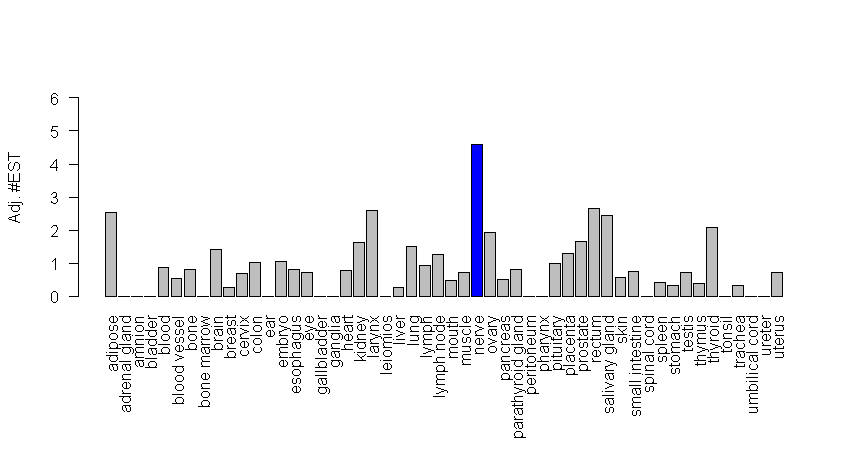 Adj. #EST
6
5
4
3
2
1
0
adipose
adrenal gland
amnion
bladder
blood
blood vessel
bone
bone marrow
brain
breast
cervix
colon
ear
embryo
esophagus
eye
gallbladder
ganglia
heart
kidney
larynx
leiomios
liver
lung
lymph
lymph node
mouth
muscle
nerve
ovary
pancreas
parathyroid gland
peritoneum
pharynx
pituitary
placenta
prostate
rectum
salivary gland
skin
small intestine
spinal cord
spleen
stomach
testis
thymus
thyroid
tonsil
trachea
umbilical cord
ureter
uterus